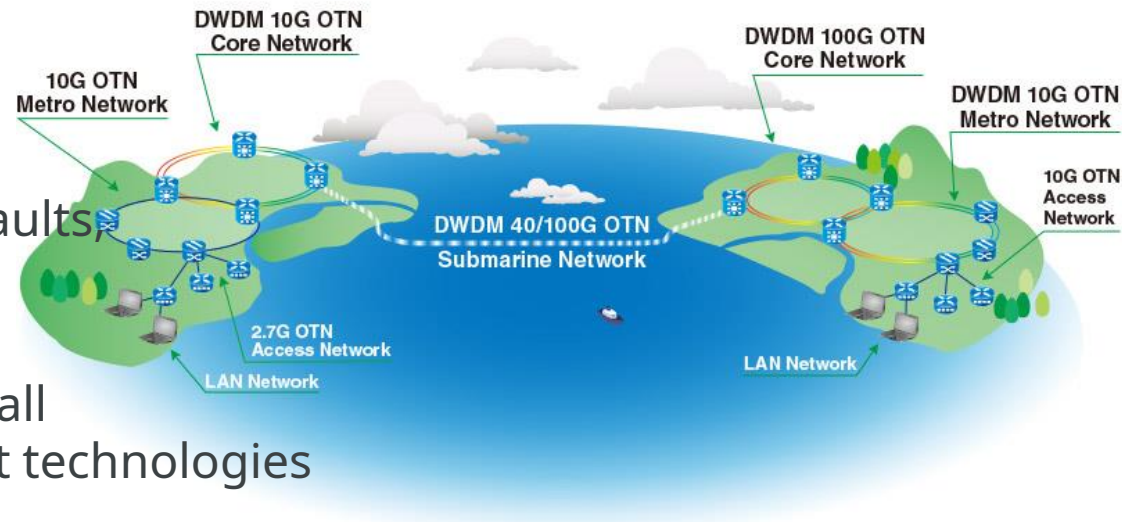 DWDM 10G OTN
Core Network
10G OTN
Metro Network
DWDM 100G OTN
Core Network
DWDM 10G OTN
Metro Network
10G OTN
Access
Network
aults,
DWDM 40/100G OTN
Submarine Network
2.7G OTN
Access Network
LAN Network
LAN Network
all
t technologies